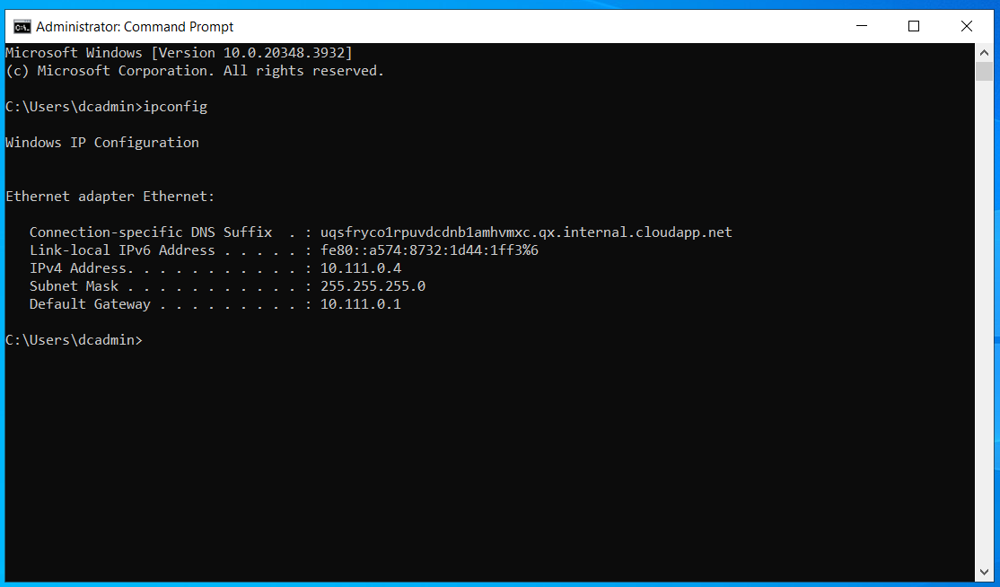 Administrator: Command Prompt
Microsoft Windows [Version 10.0.20348.3932]
(c) Microsoft Corporation. All rights reserved.
C:\Users\dcadmin>ipconfig
Windows IP Configuration
Ethernet adapter Ethernet:
   Connection-specific DNS Suffix  . : uqsfryco1rpuvdcdnb1amhvmxc.qx.internal.cloudapp.net
   Link-local IPv6 Address . . . . . : fe80::a574:8732:1d44:1ff3%6
   IPv4 Address. . . . . . . . . . . : 10.111.0.4
   Subnet Mask . . . . . . . . . . . : 255.255.255.0
   Default Gateway . . . . . . . . . : 10.111.0.1
C:\Users\dcadmin>